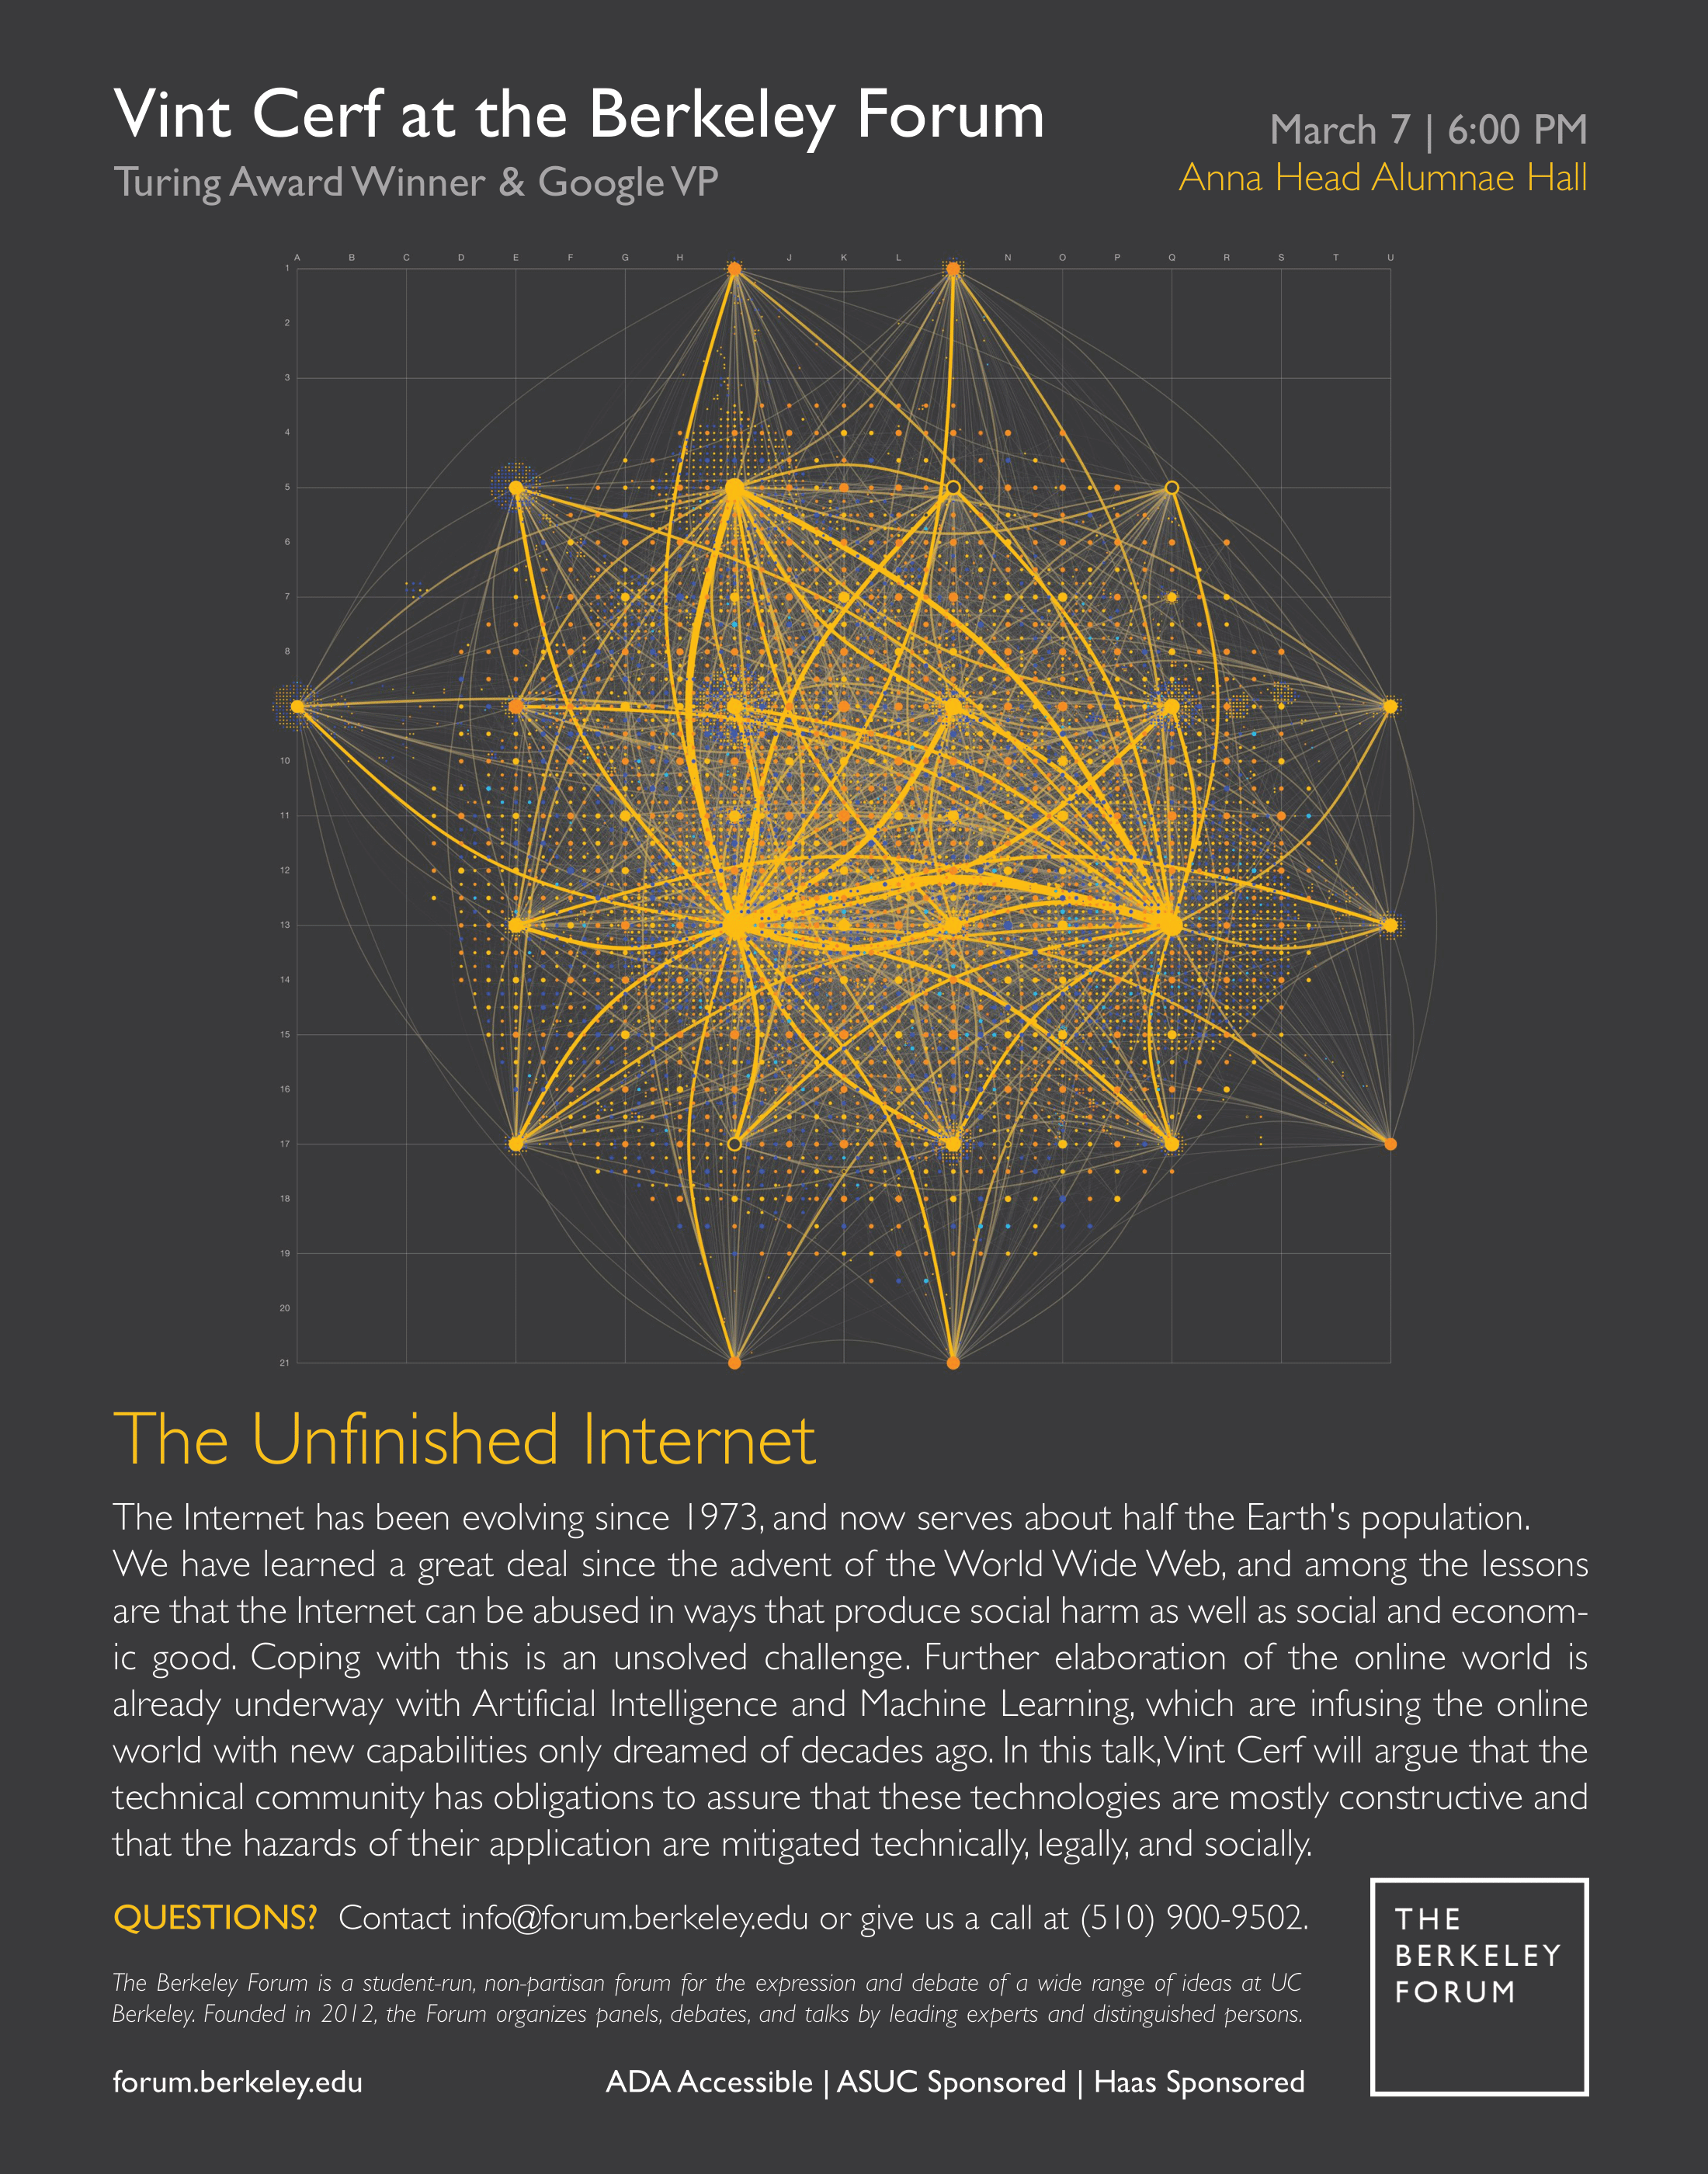 Vint Cerf at the Berkeley Forum
Turing Award Winner & Google VP
March 7 | 6:00 PM
Anna Head Alumnae Hall
A B C D E F G H J K L N O P Q R S T U
1
2
3
4
5
6
7
8
10
11
12
13
14
15
16
17
18
19
20
21
The Unfinished Internet
The Internet has been evolving since 1973, and now serves about half the Earth's population.
We have learned a great deal since the advent of the World Wide Web, and among the lessons
are that the Internet can be abused in ways that produce social harm as well as social and econom-
ic good. Coping with this is an unsolved challenge. Further elaboration of the online world is
already underway with Artificial Intelligence and Machine Learning, which are infusing the online
world with new capabilities only dreamed of decades ago. In this talk, Vint Cerf will argue that the
technical community has obligations to assure that these technologies are mostly constructive and
that the hazards of their application are mitigated technically, legally, and socially.
QUESTIONS? Contact info@forum.berkeley.edu or give us a call at (510) 900-9502.
The Berkeley Forum is a student-run, non-partisan forum for the expression and debate of a wide range of ideas at UC
Berkeley. Founded in 2012, the Forum organizes panels, debates, and talks by leading experts and distinguished persons.
forum.berkeley.edu
ADA Accessible | ASUC Sponsored | Haas Sponsored
THE
BERKELEY
FORUM